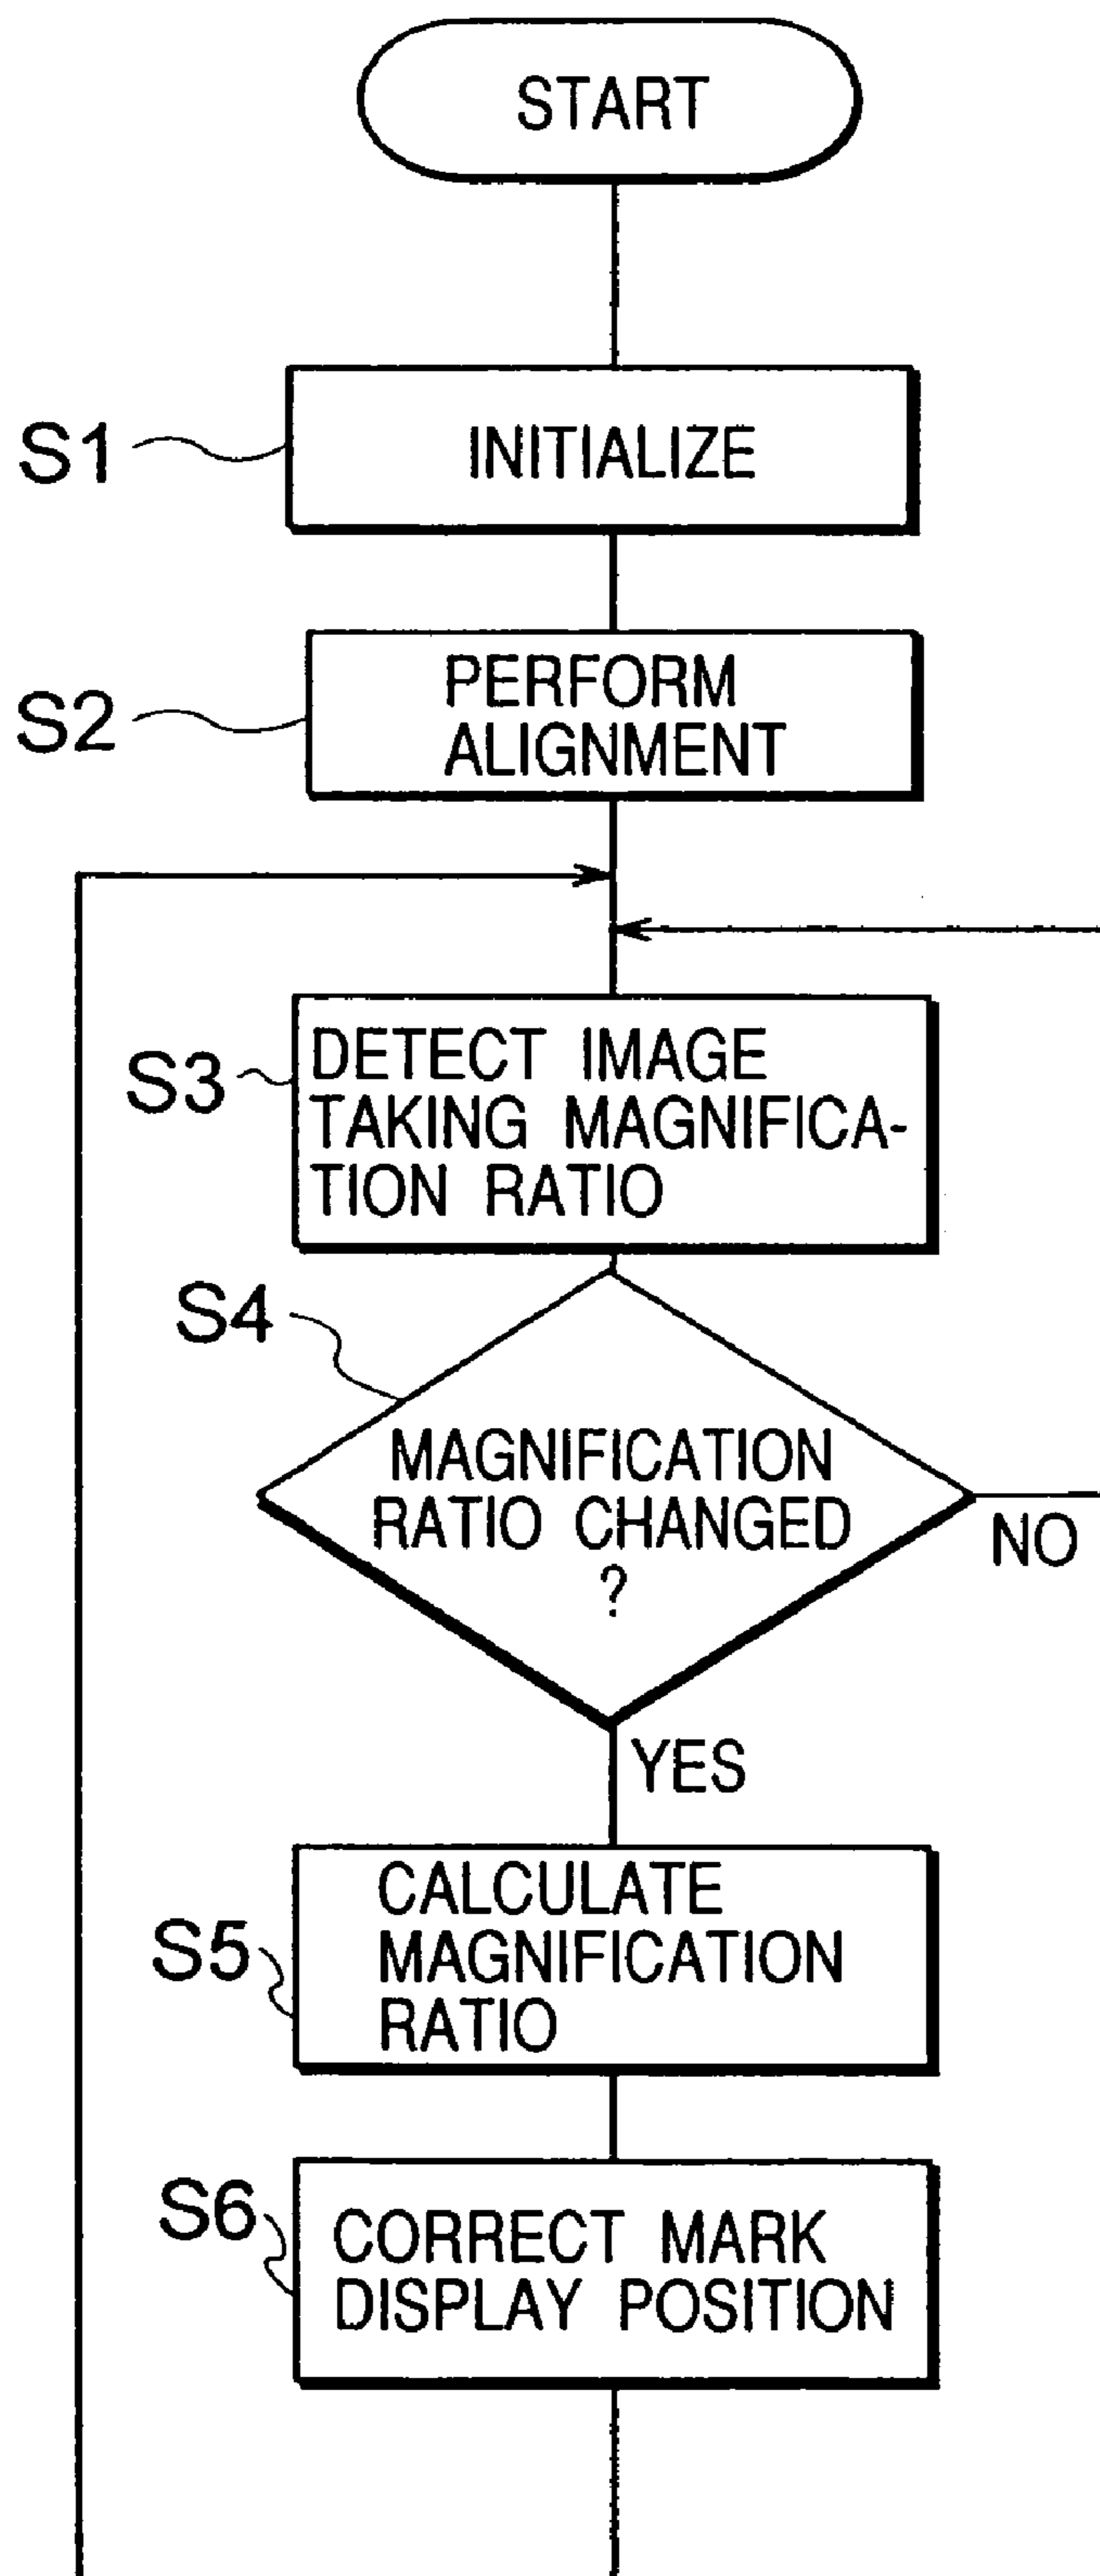 START
S1
INITIALIZE
S2
PERFORM
ALIGNMENT
S3
DETECT IMAGE
TAKING MAGNIFICA-
TION RATIO
S4
MAGNIFICATION
RATIO CHANGED
?
NO
YES
S5
CALCULATE
MAGNIFICATION
RATIO
S6
CORRECT MARK
DISPLAY POSITION